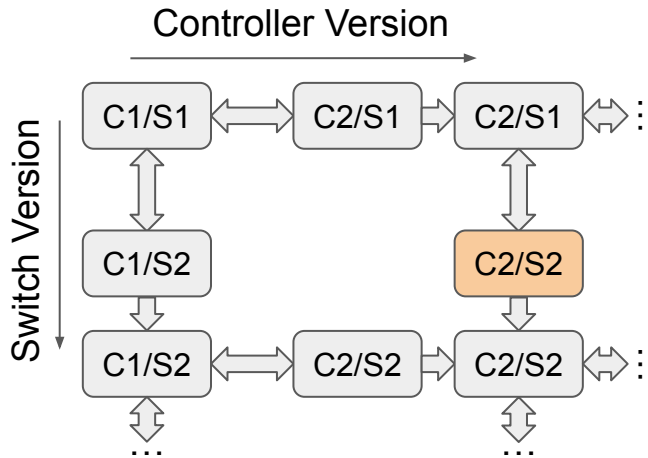 Controller Version
Switch Version
C1/S1 C2/S1 C2/S1 ...
C1/S2 C2/S2
C1/S2 C2/S2 C2/S2 ...
... ...